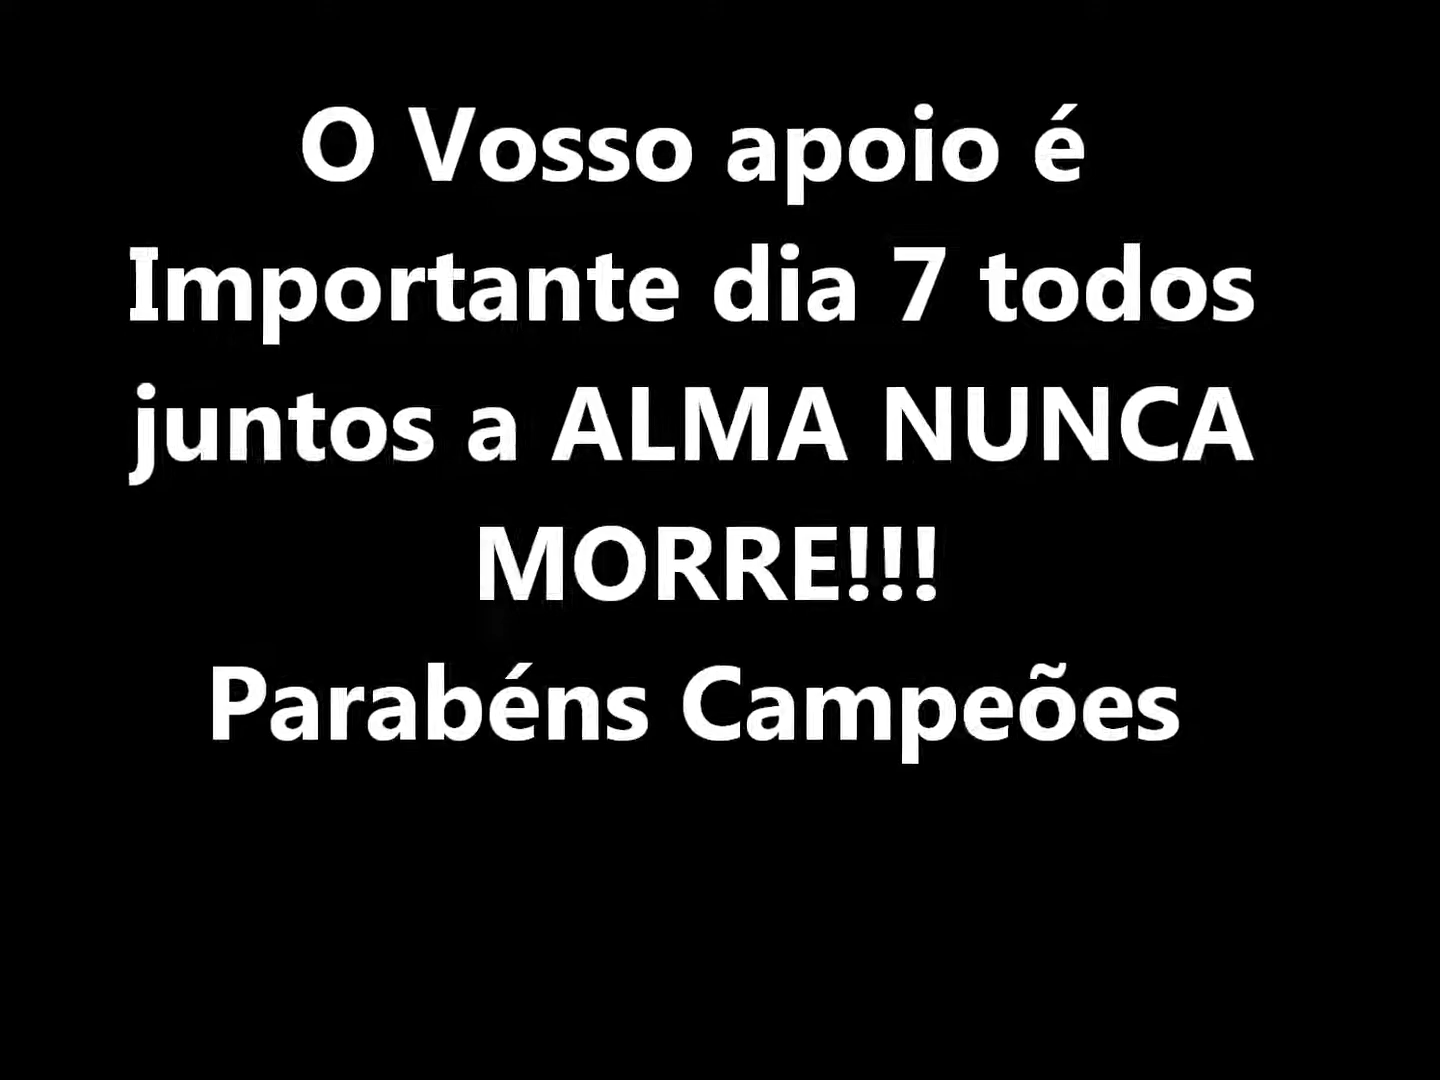 O Vosso apoio é
Importante dia 7 todos
juntos a ALMA NUNCA
MORRE!!!
Parabéns Campeões